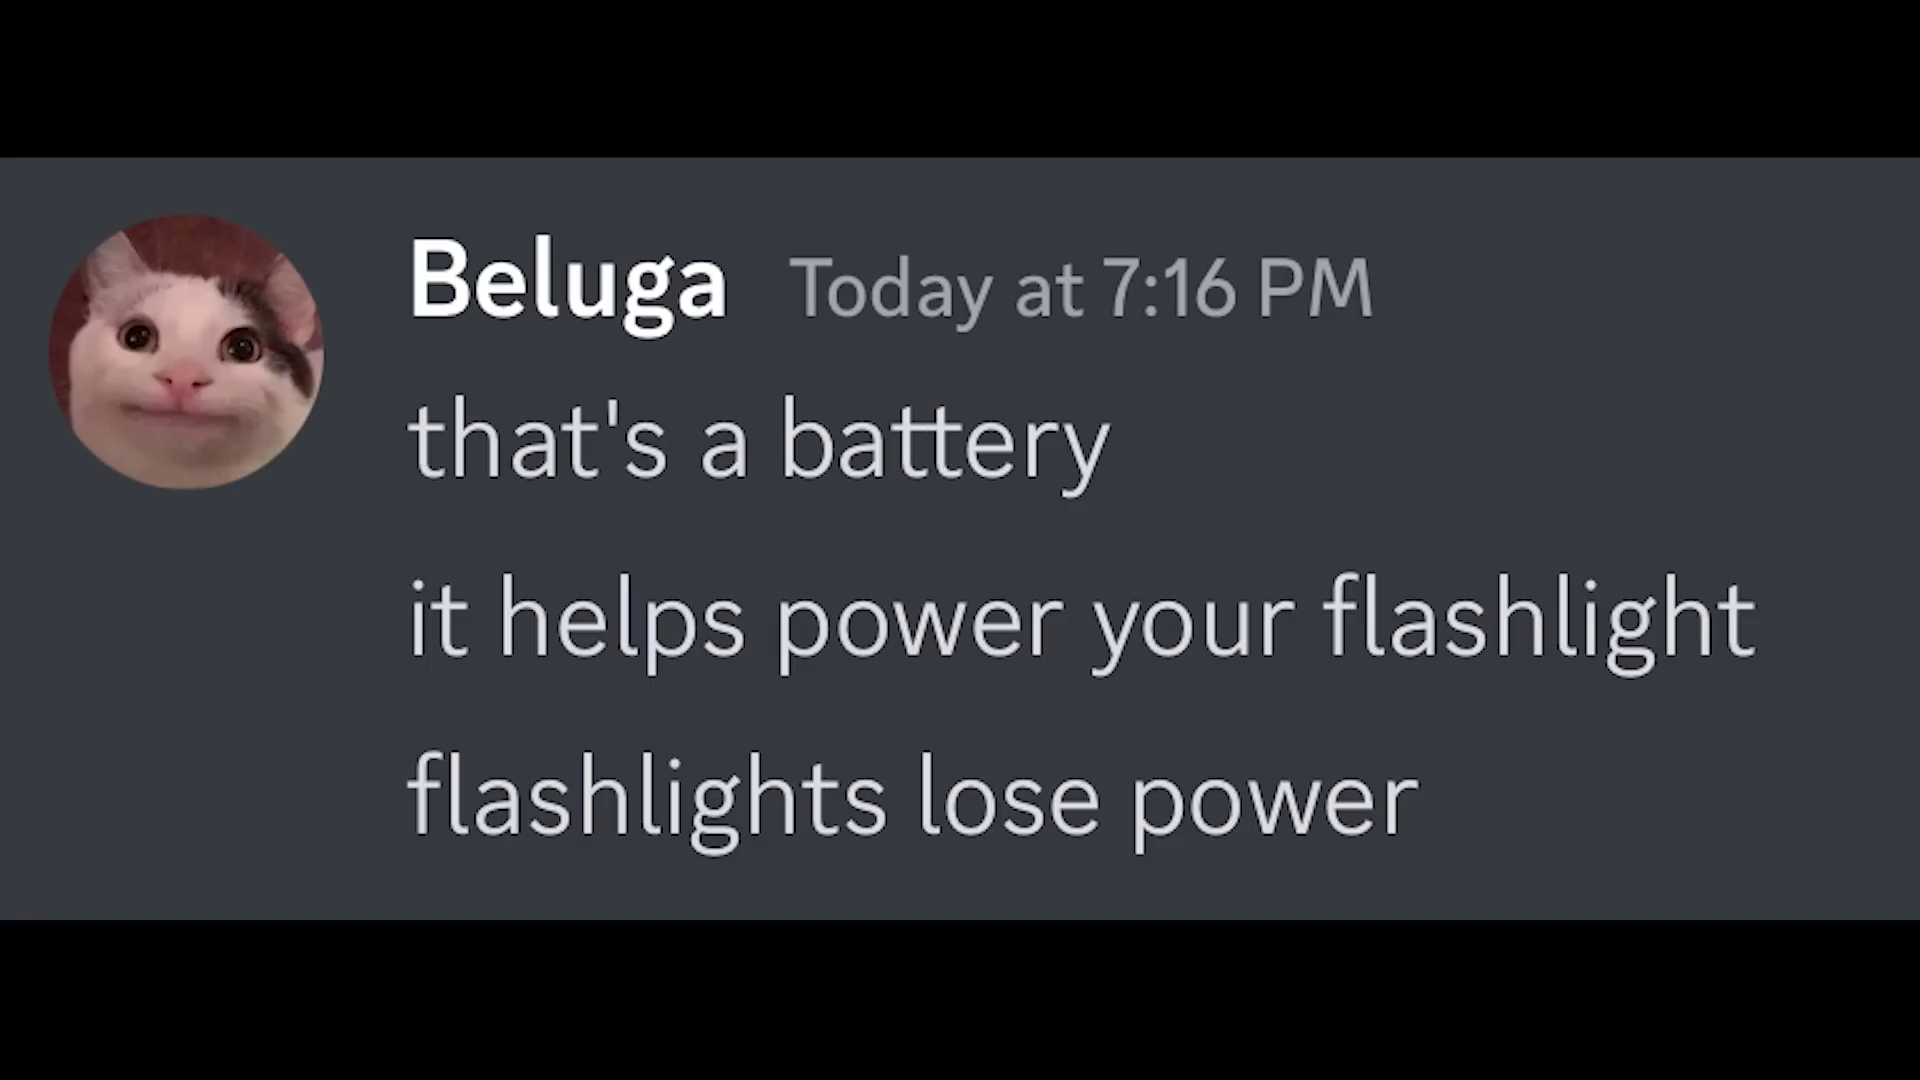 Beluga Today at 7:16 PM
that's a battery
it helps power your flashlight
flashlights lose power